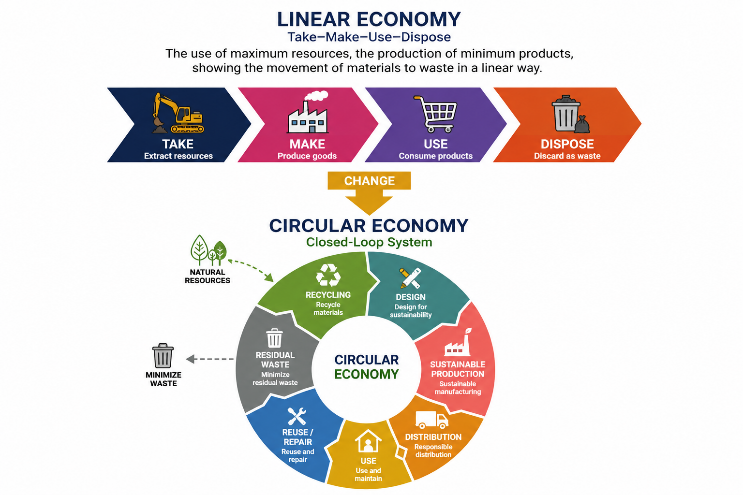 LINEAR ECONOMY
Take–Make–Use–Dispose
The use of maximum resources, the production of minimum products,
showing the movement of materials to waste in a linear way.
TAKE
Extract resources
MAKE
Produce goods
USE
Consume products
DISPOSE
Discard as waste
CHANGE
CIRCULAR ECONOMY
Closed-Loop System
NATURAL
RESOURCES
RECYCLING
Recycle
materials
DESIGN
Design for
sustainability
SUSTAINABLE
PRODUCTION
Sustainable
manufacturing
DISTRIBUTION
Responsible
distribution
USE
Use and
maintain
REUSE /
REPAIR
Reuse and
repair
RESIDUAL
WASTE
Minimize
residual waste
MINIMIZE
WASTE
CIRCULAR
ECONOMY